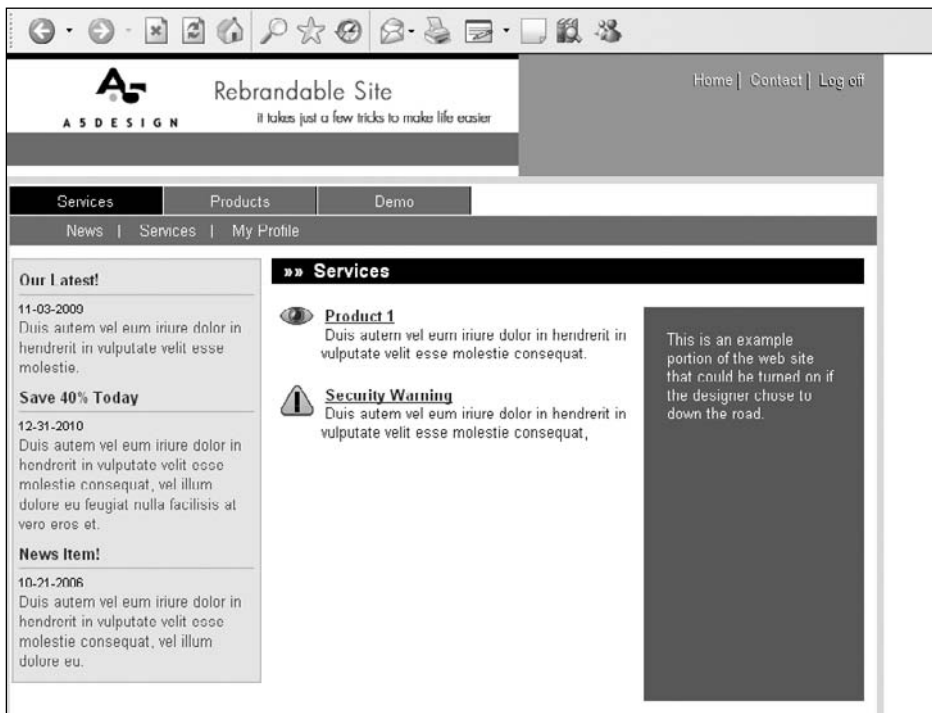 A5DESIGN
Rebrandable Site
it takes just a few tricks to make life easier
Home | Contact | Log off
Services Products Demo
News | Services | My Profile
Our Latest!
11-03-2009
Duis autem vel eum iriure dolor in
hendrerit in vulputate velit esse
molestie.
Save 40% Today
12-31-2010
Duis autem vel eum iriure dolor in
hendrerit in vulputate velit esse
molestie consequat, vel illum
dolore eu feugiat nulla facilisis at
vero eros et.
News Item!
10-21-2006
Duis autem vel eum iriure dolor in
hendrerit in vulputate velit esse
molestie consequat, vel illum
dolore eu.
»» Services
Product 1
Duis autem vel eum iriure dolor in hendrerit in
vulputate velit esse molestie consequat.
Security Warning
Duis autem vel eum iriure dolor in hendrerit in
vulputate velit esse molestie consequat,
This is an example
portion of the web site
that could be turned on if
the designer chose to
down the road.